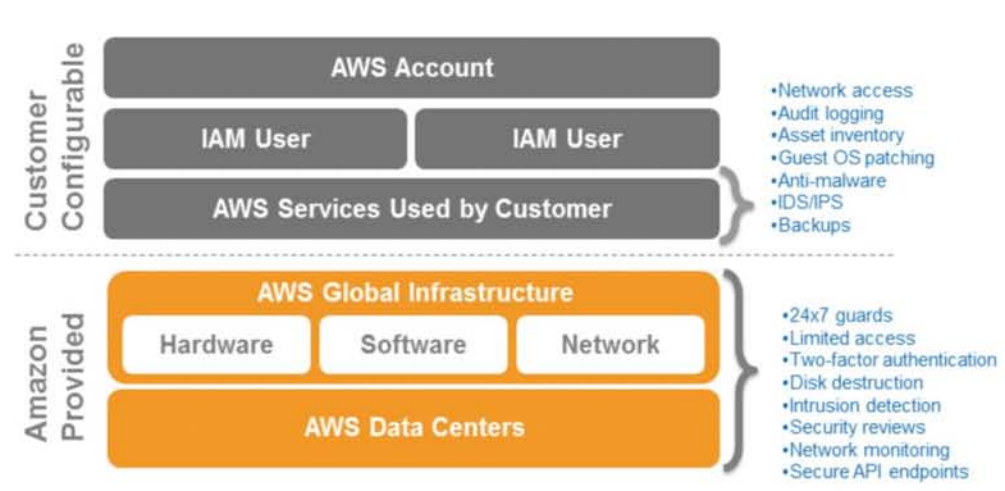 Customer
Configurable
AWS Account
IAM User
IAM User
AWS Services Used by Customer
•Network access
•Audit logging
•Asset inventory
•Guest OS patching
•Anti-malware
•IDS/IPS
•Backups
Amazon
Provided
AWS Global Infrastructure
Hardware
Software
Network
AWS Data Centers
•24x7 guards
•Limited access
•Two-factor authentication
•Disk destruction
•Intrusion detection
•Security reviews
•Network monitoring
•Secure API endpoints